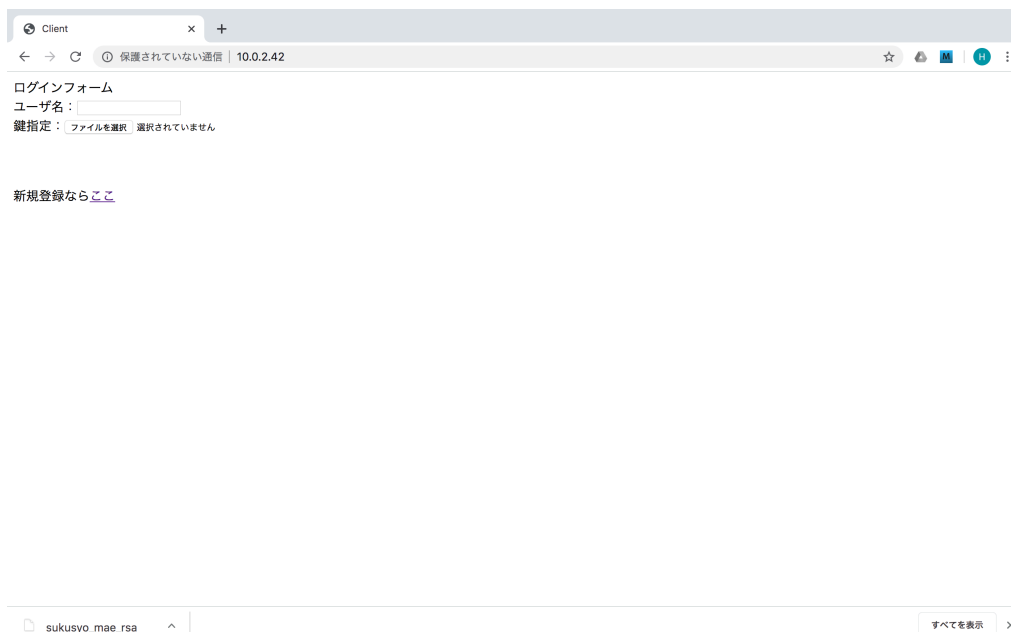 Client
保護されていない通信 10.0.2.42
M
H
ログインフォーム
ユーザ名：
鍵指定： ファイルを選択 選択されていません
新規登録ならここ
sukusyo_mae_rsa
すべてを表示